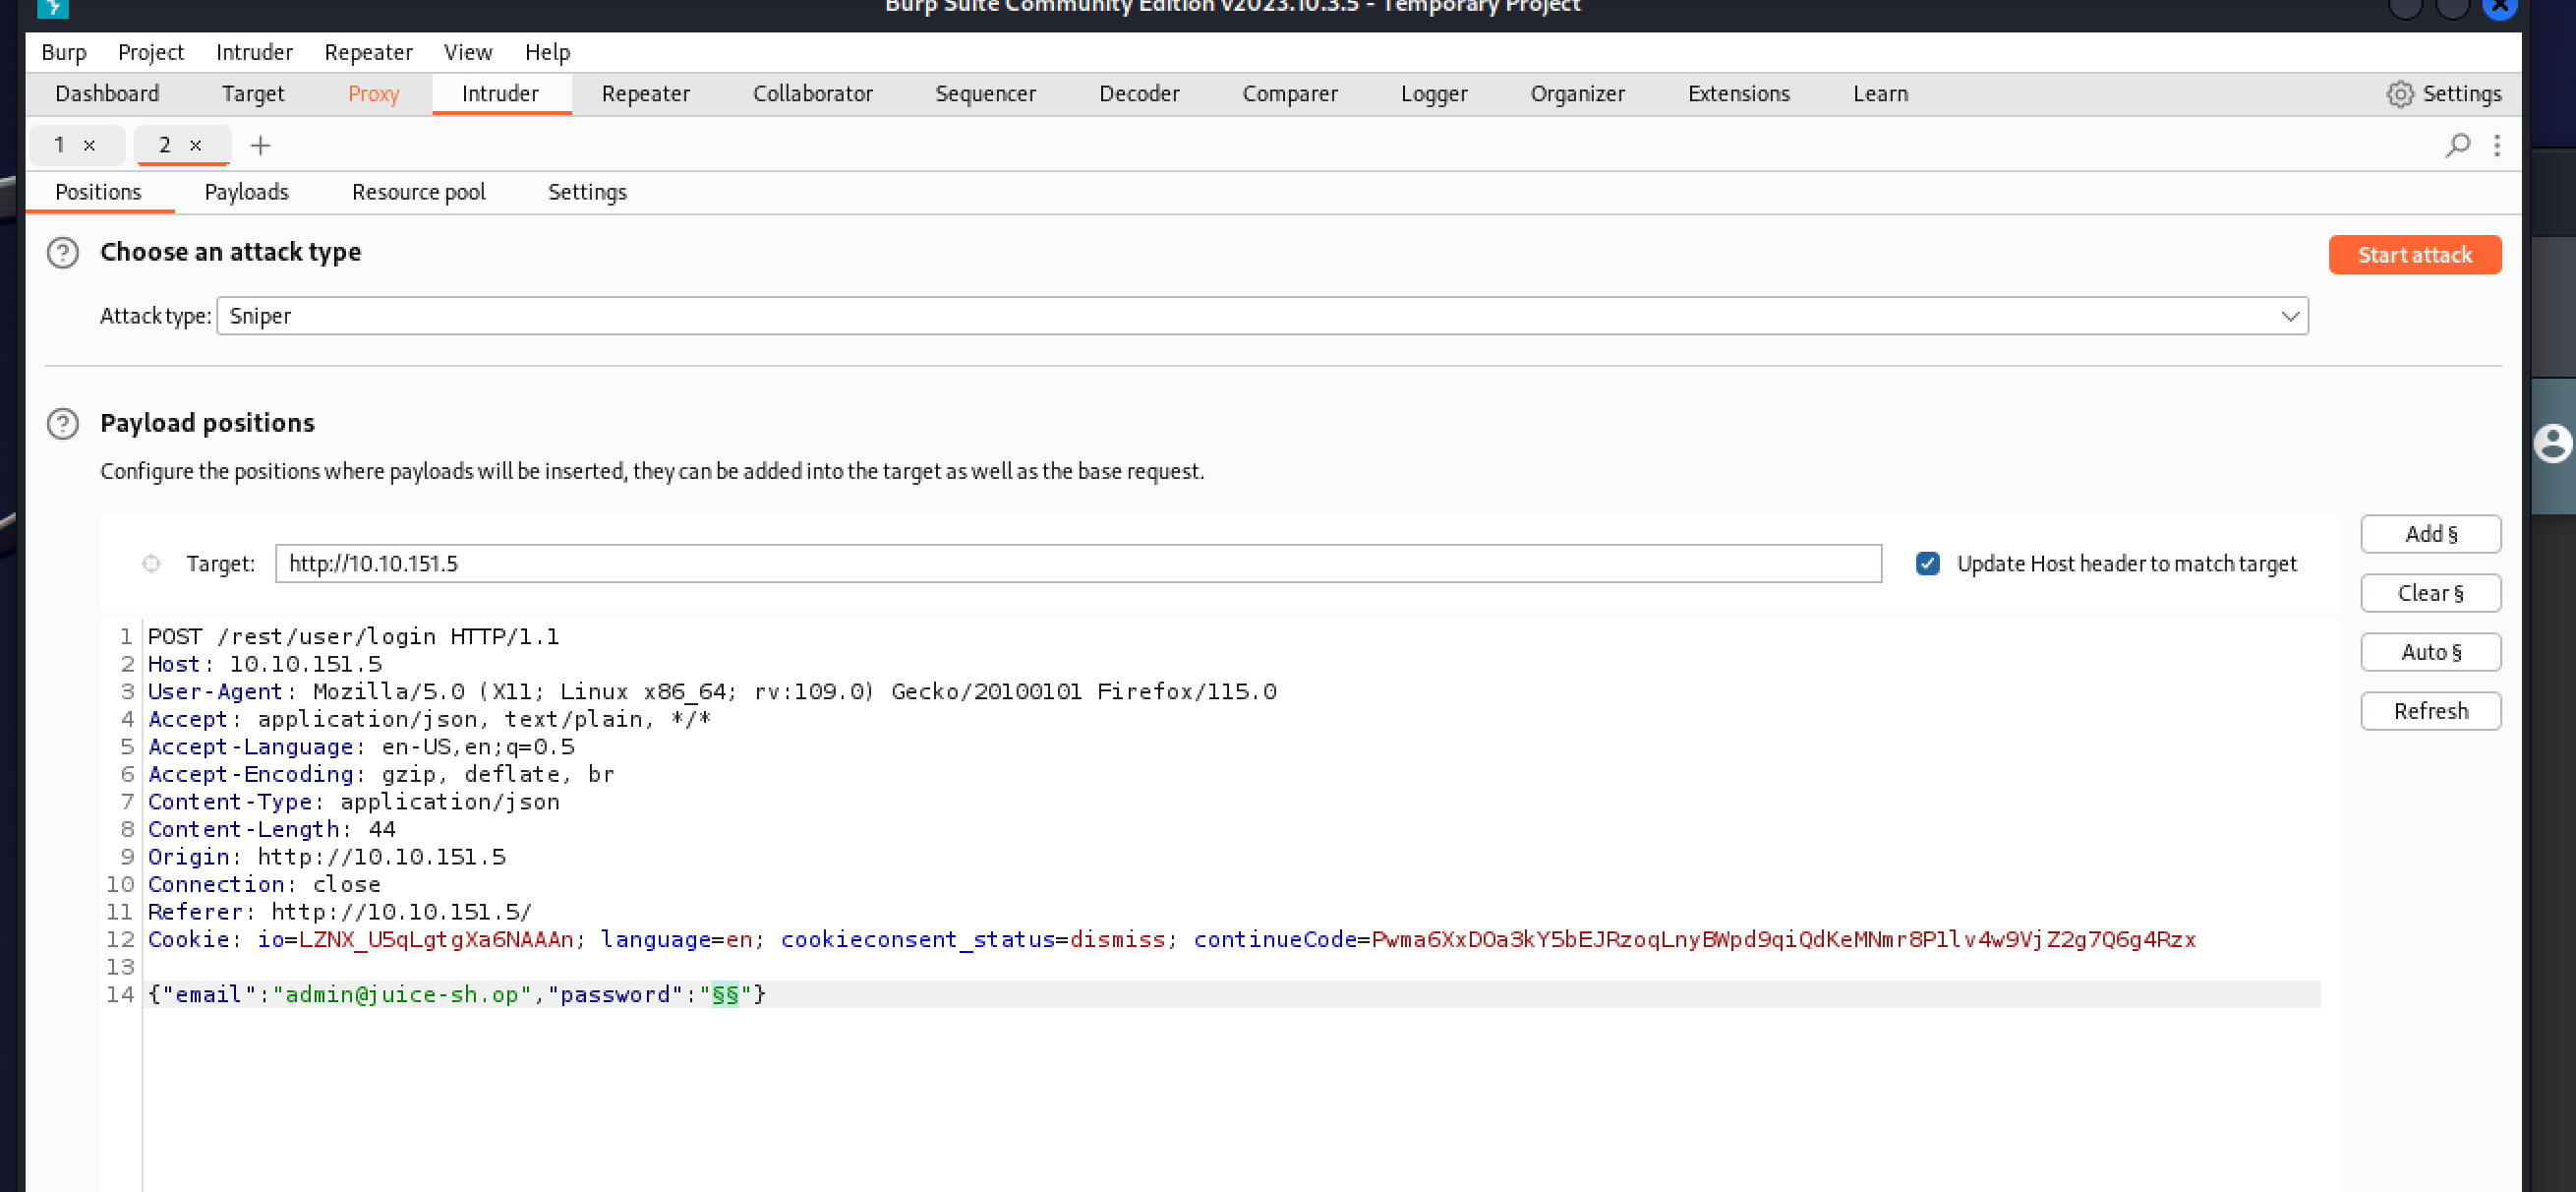 Burp Suite Community Edition v2023.10.3.5 - Temporary Project
Burp Project Intruder Repeater View Help
Dashboard Target Proxy Intruder Repeater Collaborator Sequencer Decoder Comparer Logger Organizer Extensions Learn Settings
1 × 2 × +
Positions Payloads Resource pool Settings
Choose an attack type
Start attack
Attack type: Sniper
Payload positions
Configure the positions where payloads will be inserted, they can be added into the target as well as the base request.
Target: http://10.10.151.5 Update Host header to match target
Add §
Clear §
Auto §
Refresh
1 POST /rest/user/login HTTP/1.1
2 Host: 10.10.151.5
3 User-Agent: Mozilla/5.0 (X11; Linux x86_64; rv:109.0) Gecko/20100101 Firefox/115.0
4 Accept: application/json, text/plain, */*
5 Accept-Language: en-US,en;q=0.5
6 Accept-Encoding: gzip, deflate, br
7 Content-Type: application/json
8 Content-Length: 44
9 Origin: http://10.10.151.5
10 Connection: close
11 Referer: http://10.10.151.5/
12 Cookie: io=LZNX_U5qLgtgXa6NAAAn; language=en; cookieconsent_status=dismiss; continueCode=Pwma6XxDOa3kY5bEJRzoqLnyBWpd9qiQdKeMNmr8P1lv4w9VjZ2g7Q6g4Rzx
13
14 {"email":"admin@juice-sh.op","password":"§§"}